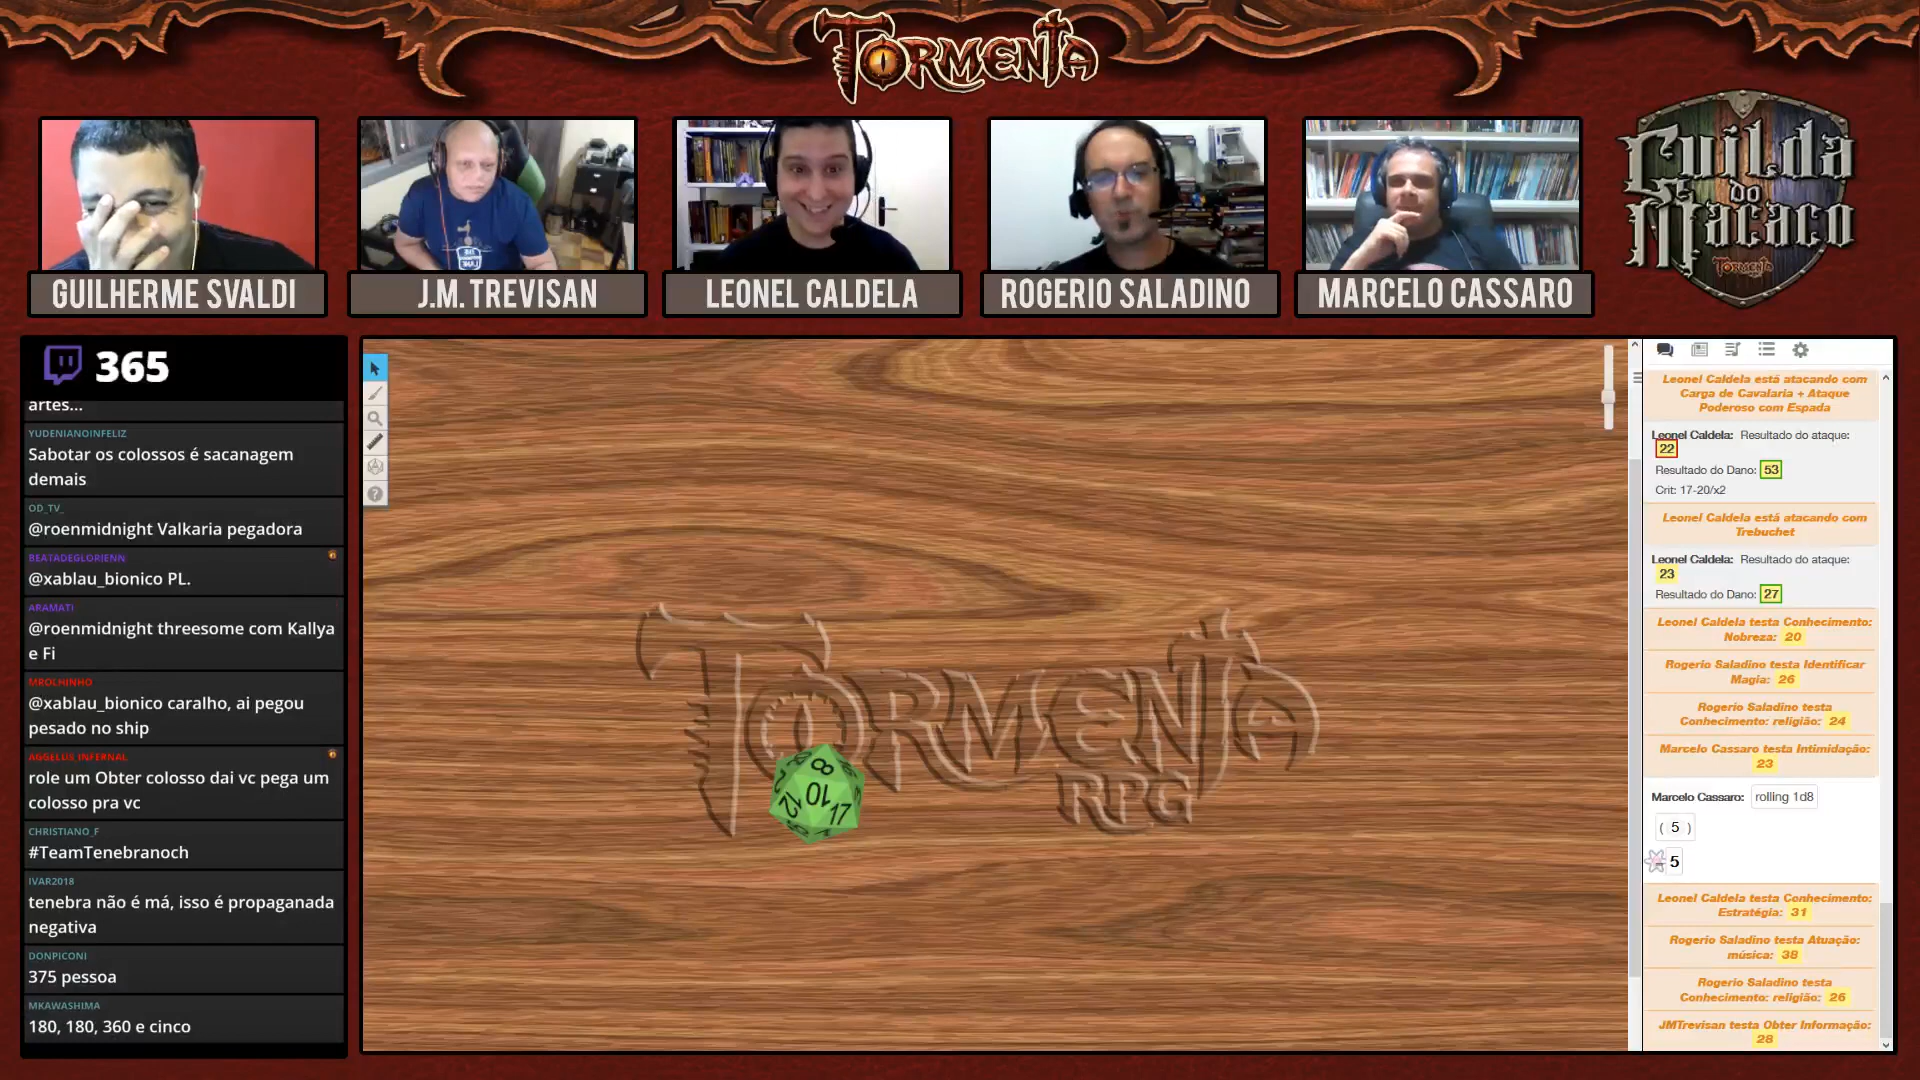 TORMENTA
Guilda
do
Macaco
TORMENTA
GUILHERME SVALDI
J.M. TREVISAN
LEONEL CALDELA
ROGERIO SALADINO
MARCELO CASSARO
365
artes...
YUDENIANOINFELIZ
Sabotar os colossos é sacanagem
demais
OD_TV_
@roenmidnight Valkaria pegadora
BEATADEGLORIENN
@xablau_bionico PL.
ARAMATI
@roenmidnight threesome com Kallya
e Fi
MROLHINHO
@xablau_bionico caralho, ai pegou
pesado no ship
AGGELUS_INFERNAL
role um Obter colosso dai vc pega um
colosso pra vc
CHRISTIANO_F
#TeamTenebranoch
IVAR2018
tenebra não é má, isso é propaganada
negativa
DONPICONI
375 pessoa
MKAWASHIMA
180, 180, 360 e cinco
TORMENTA
RPG
8
10
12
17
Leonel Caldela está atacando com
Carga de Cavalaria + Ataque
Poderoso com Espada
Leonel Caldela: Resultado do ataque:
22
Resultado do Dano: 53
Crit: 17-20/x2
Leonel Caldela está atacando com
Trebuchet
Leonel Caldela: Resultado do ataque:
23
Resultado do Dano: 27
Leonel Caldela testa Conhecimento:
Nobreza: 20
Rogerio Saladino testa Identificar
Magia: 26
Rogerio Saladino testa
Conhecimento: religião: 24
Marcelo Cassaro testa Intimidação:
23
Marcelo Cassaro: rolling 1d8
( 5 )
= 5
Leonel Caldela testa Conhecimento:
Estratégia: 31
Rogerio Saladino testa Atuação:
música: 38
Rogerio Saladino testa
Conhecimento: religião: 26
JMTrevisan testa Obter Informação:
28